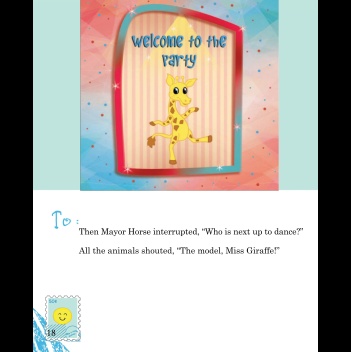 Welcome to the
Party
To :
Then Mayor Horse interrupted, “Who is next up to dance?”
All the animals shouted, “The model, Miss Giraffe!”
18